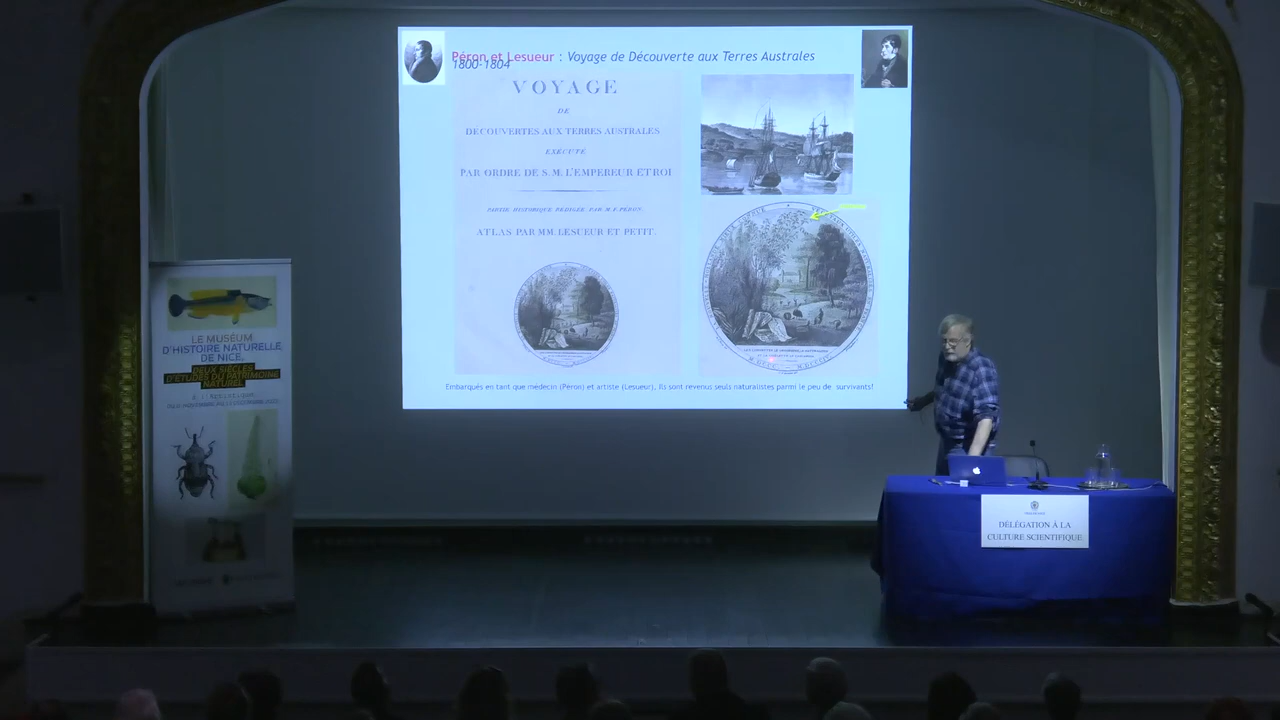 Péron et Lesueur : Voyage de Découverte aux Terres Australes
1800-1804
VOYAGE
DE
DÉCOUVERTES AUX TERRES AUSTRALES
EXÉCUTÉ
PAR ORDRE DE S.M. L'EMPEREUR ET ROI
PARTIE HISTORIQUE RÉDIGÉE PAR M. F. PÉRON
ATLAS PAR MM. LESUEUR ET PETIT.
Embarqués en tant que médecin (Péron) et artiste (Lesueur), ils sont revenus seuls naturalistes parmi le peu de survivants!
LE MUSÉUM
D'HISTOIRE NATURELLE
DE NICE,
DEUX SIÈCLES
D'ÉTUDE DU PATRIMOINE
NATUREL
DÉLÉGATION À LA
CULTURE SCIENTIFIQUE